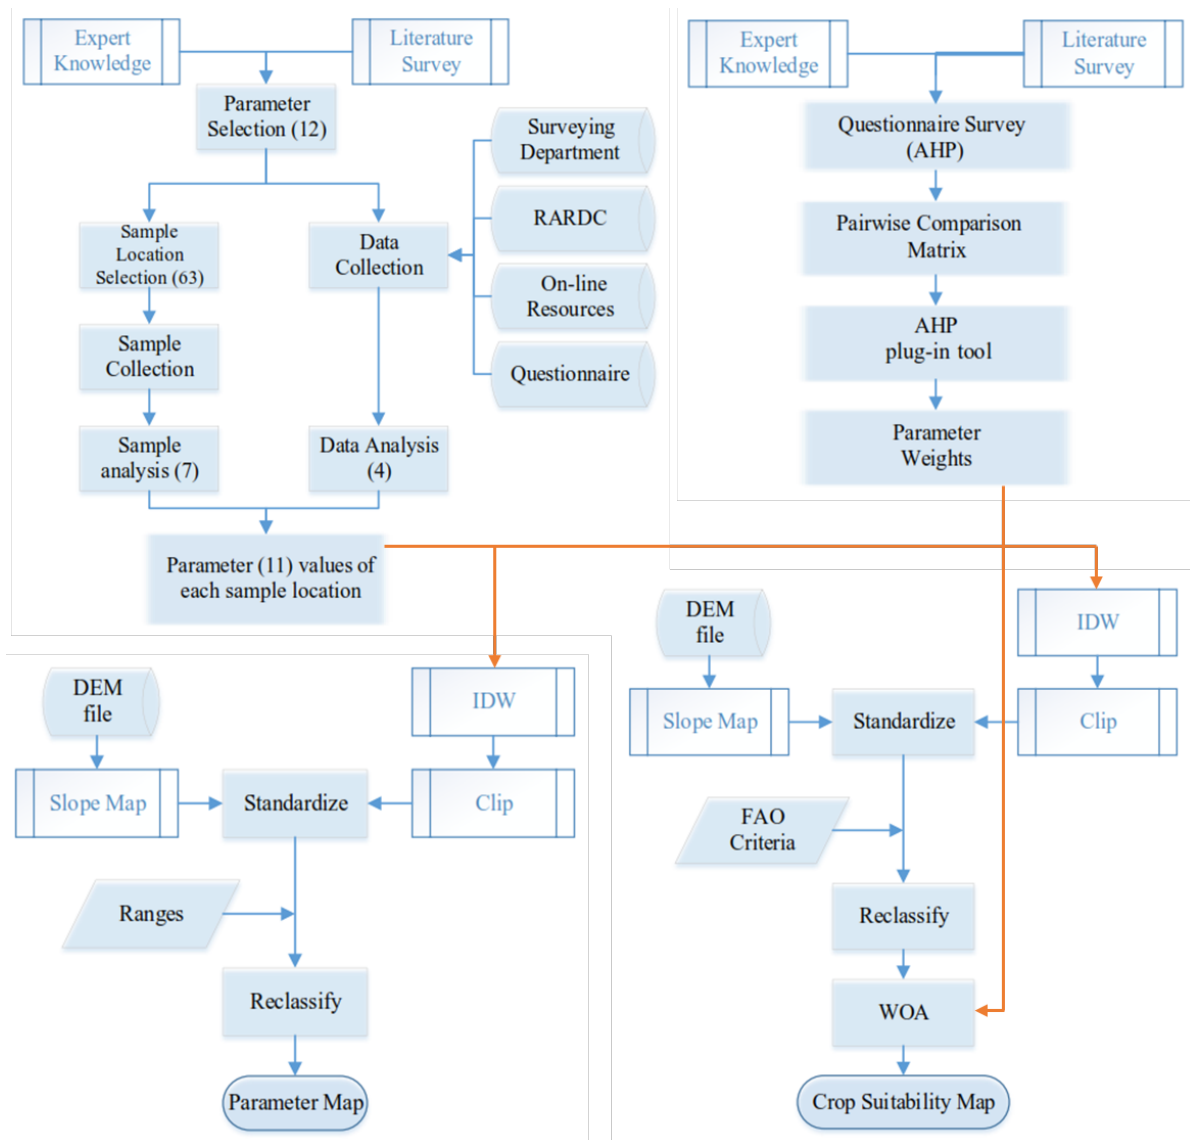 Expert
Knowledge
Literature
Survey
Parameter
Selection (12)
Surveying
Department
RARDC
On-line
Resources
Questionnaire
Sample
Location
Selection (63)
Data
Collection
Sample
Collection
Sample
analysis (7)
Data Analysis
(4)
Parameter (11) values of
each sample location
Expert
Knowledge
Literature
Survey
Questionnaire Survey
(AHP)
Pairwise Comparison
Matrix
AHP
plug-in tool
Parameter
Weights
DEM
file
IDW
Slope Map
Standardize
Clip
Ranges
Reclassify
Parameter Map
DEM
file
IDW
Slope Map
Standardize
Clip
FAO
Criteria
Reclassify
WOA
Crop Suitability Map